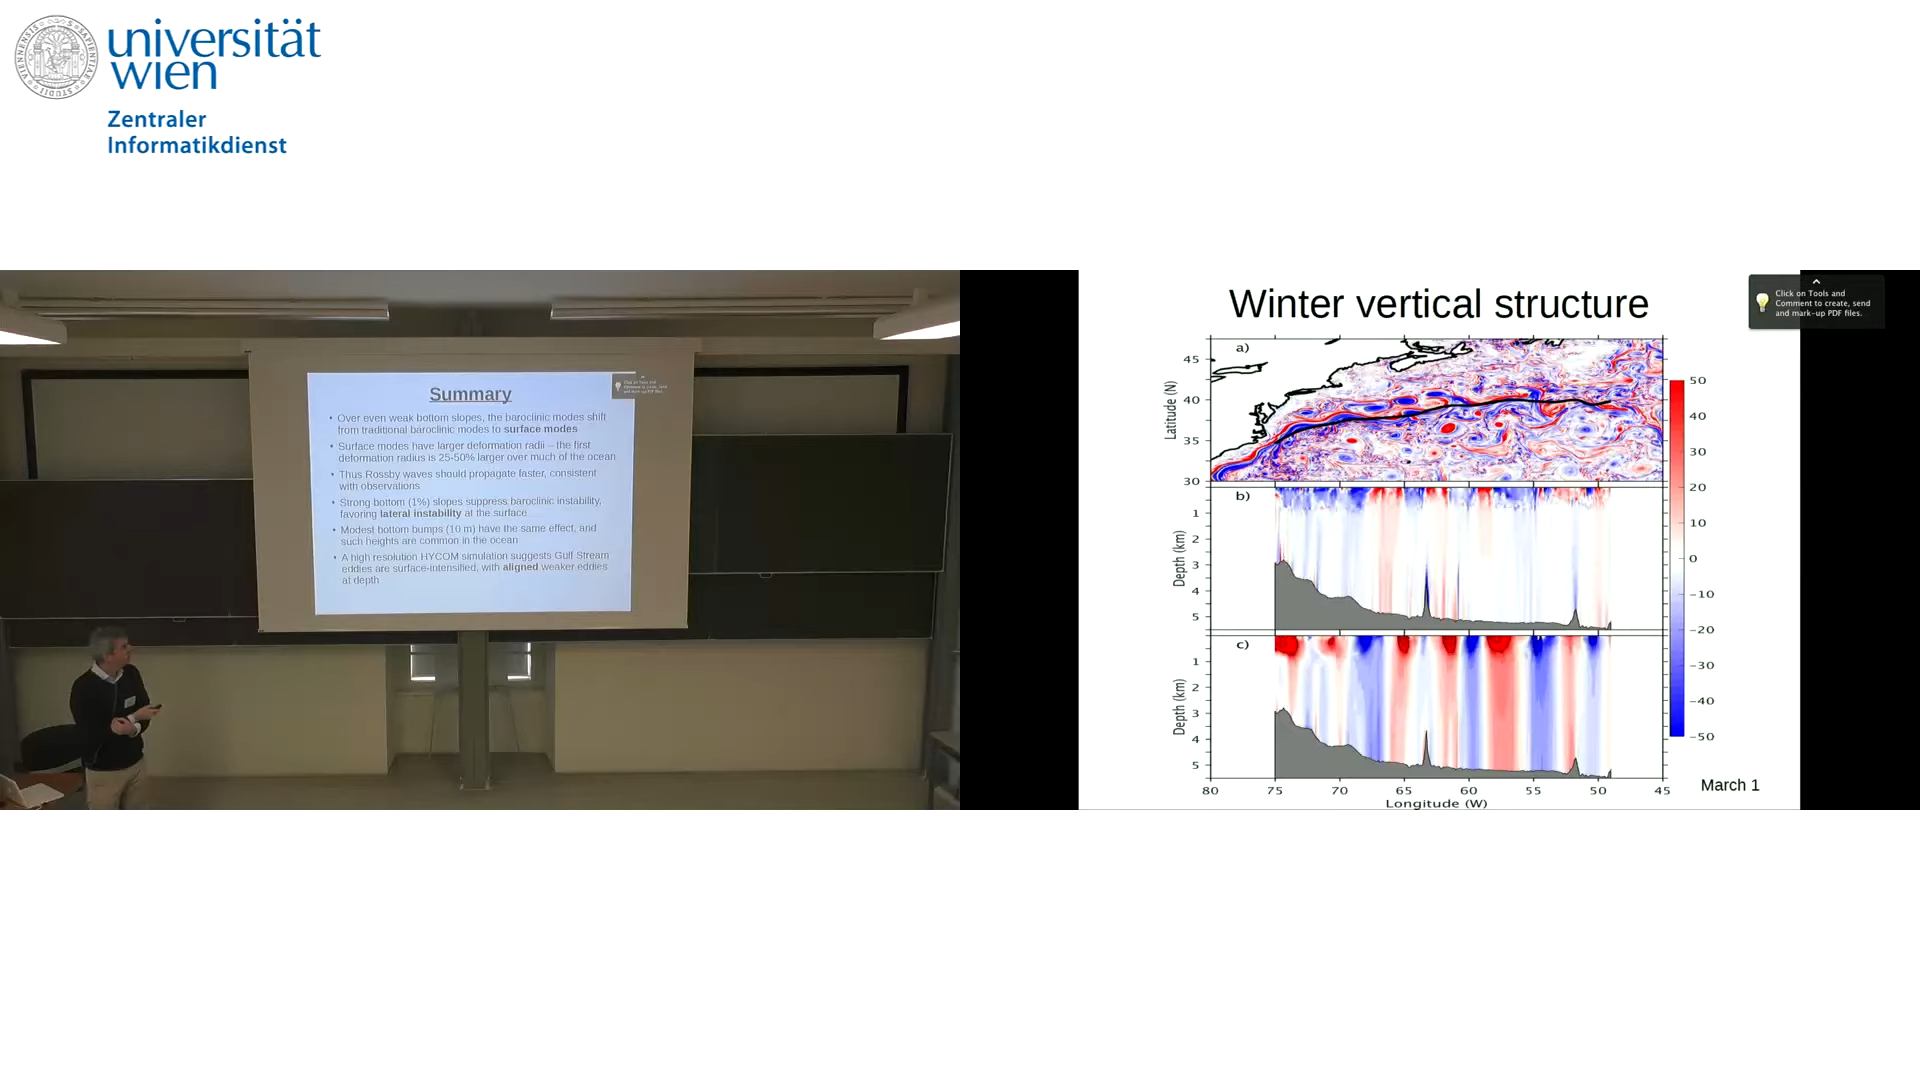 universität
wien
Zentraler
Informatikdienst
Summary
• Over even weak bottom slopes, the baroclinic modes shift
from traditional baroclinic modes to surface modes
• Surface modes have larger deformation radii – the first
deformation radius is 25-50% larger over much of the ocean
• Thus Rossby waves should propagate faster, consistent
with observations
• Strong bottom (1%) slopes suppress baroclinic instability,
favoring lateral instability at the surface
• Modest bottom bumps (10 m) have the same effect, and
such heights are common in the ocean
• A high resolution HYCOM simulation suggests Gulf Stream
eddies are surface-intensified, with aligned weaker eddies
at depth
Winter vertical structure
Click on Tools and
Comment to create, send
and mark-up PDF files.
a)
45
40
35
30
Latitude (N)
b)
1
2
3
4
5
Depth (km)
c)
1
2
3
4
5
Depth (km)
80 75 70 65 60 55 50 45
Longitude (W)
50
40
30
20
10
0
−10
−20
−30
−40
−50
March 1